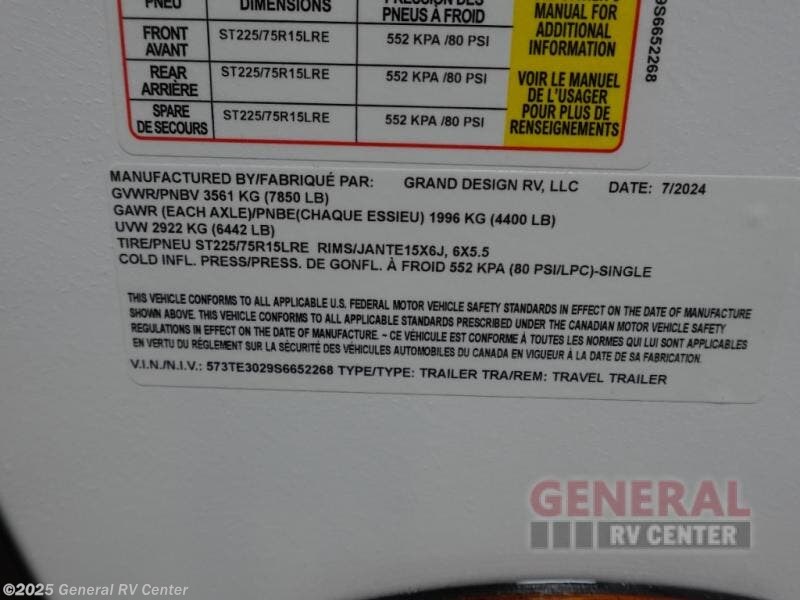 PNEU DIMENSIONS PNEUS À FROID
FRONT AVANT ST225/75R15LRE 552 KPA /80 PSI
REAR ARRIÈRE ST225/75R15LRE 552 KPA /80 PSI
SPARE DE SECOURS ST225/75R15LRE 552 KPA /80 PSI
MANUAL FOR
ADDITIONAL
INFORMATION
VOIR LE MANUEL
DE L'USAGER
POUR PLUS DE
RENSEIGNEMENTS
9S6652268
MANUFACTURED BY/FABRIQUÉ PAR: GRAND DESIGN RV, LLC DATE: 7/2024
GVWR/PNBV 3561 KG (7850 LB)
GAWR (EACH AXLE)/PNBE(CHAQUE ESSIEU) 1996 KG (4400 LB)
UVW 2922 KG (6442 LB)
TIRE/PNEU ST225/75R15LRE RIMS/JANTE15X6J, 6X5.5
COLD INFL. PRESS/PRESS. DE GONFL. À FROID 552 KPA (80 PSI/LPC)-SINGLE
THIS VEHICLE CONFORMS TO ALL APPLICABLE U.S. FEDERAL MOTOR VEHICLE SAFETY STANDARDS IN EFFECT ON THE DATE OF MANUFACTURE
SHOWN ABOVE. THIS VEHICLE CONFORMS TO ALL APPLICABLE STANDARDS PRESCRIBED UNDER THE CANADIAN MOTOR VEHICLE SAFETY
REGULATIONS IN EFFECT ON THE DATE OF MANUFACTURE. ~ CE VÉHICULE EST CONFORME À TOUTES LES NORMES QUI LUI SONT APPLICABLES
EN VERTU DU RÉGLEMENT SUR LA SÉCURITÉ DES VÉHICULES AUTOMOBILES DU CANADA EN VIGUEUR À LA DATE DE SA FABRICATION.
V.I.N./N.I.V.: 573TE3029S6652268 TYPE/TYPE: TRAILER TRA/REM: TRAVEL TRAILER
GENERAL
RV CENTER
©2025 General RV Center